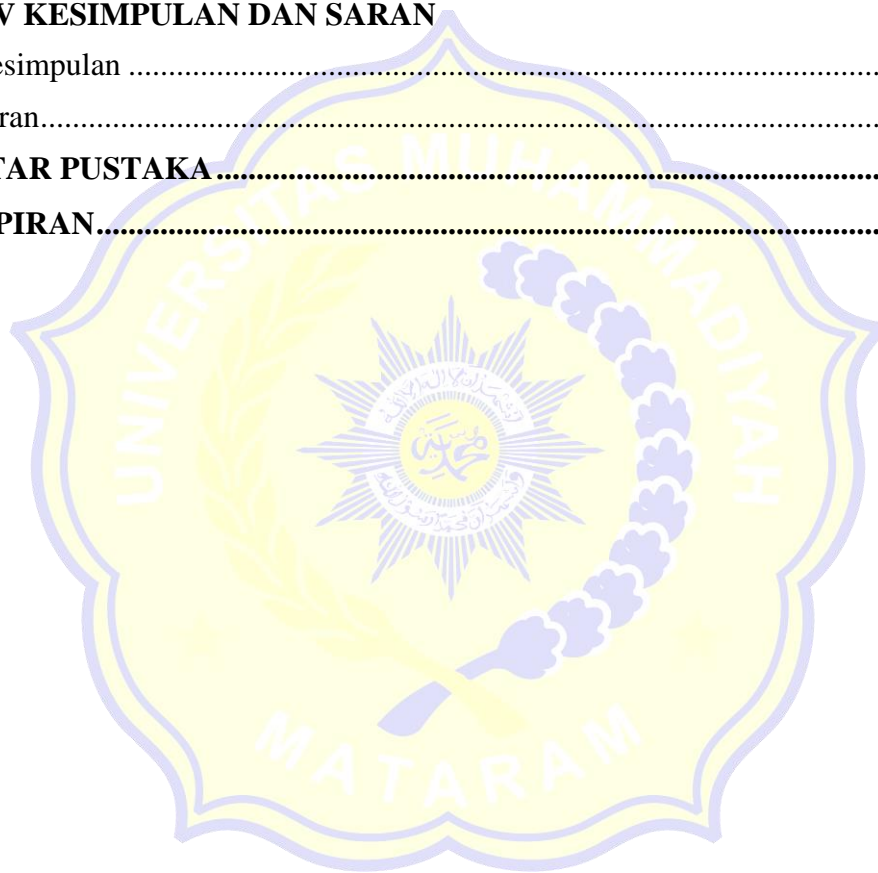 V KESIMPULAN DAN SARAN
esimpulan ...............................................................................................
ran.........................................................................................................
TAR PUSTAKA...................................................................................
PIRAN..................................................................................................
UNIVERSITAS MUHAMMADIYAH
MATARAM